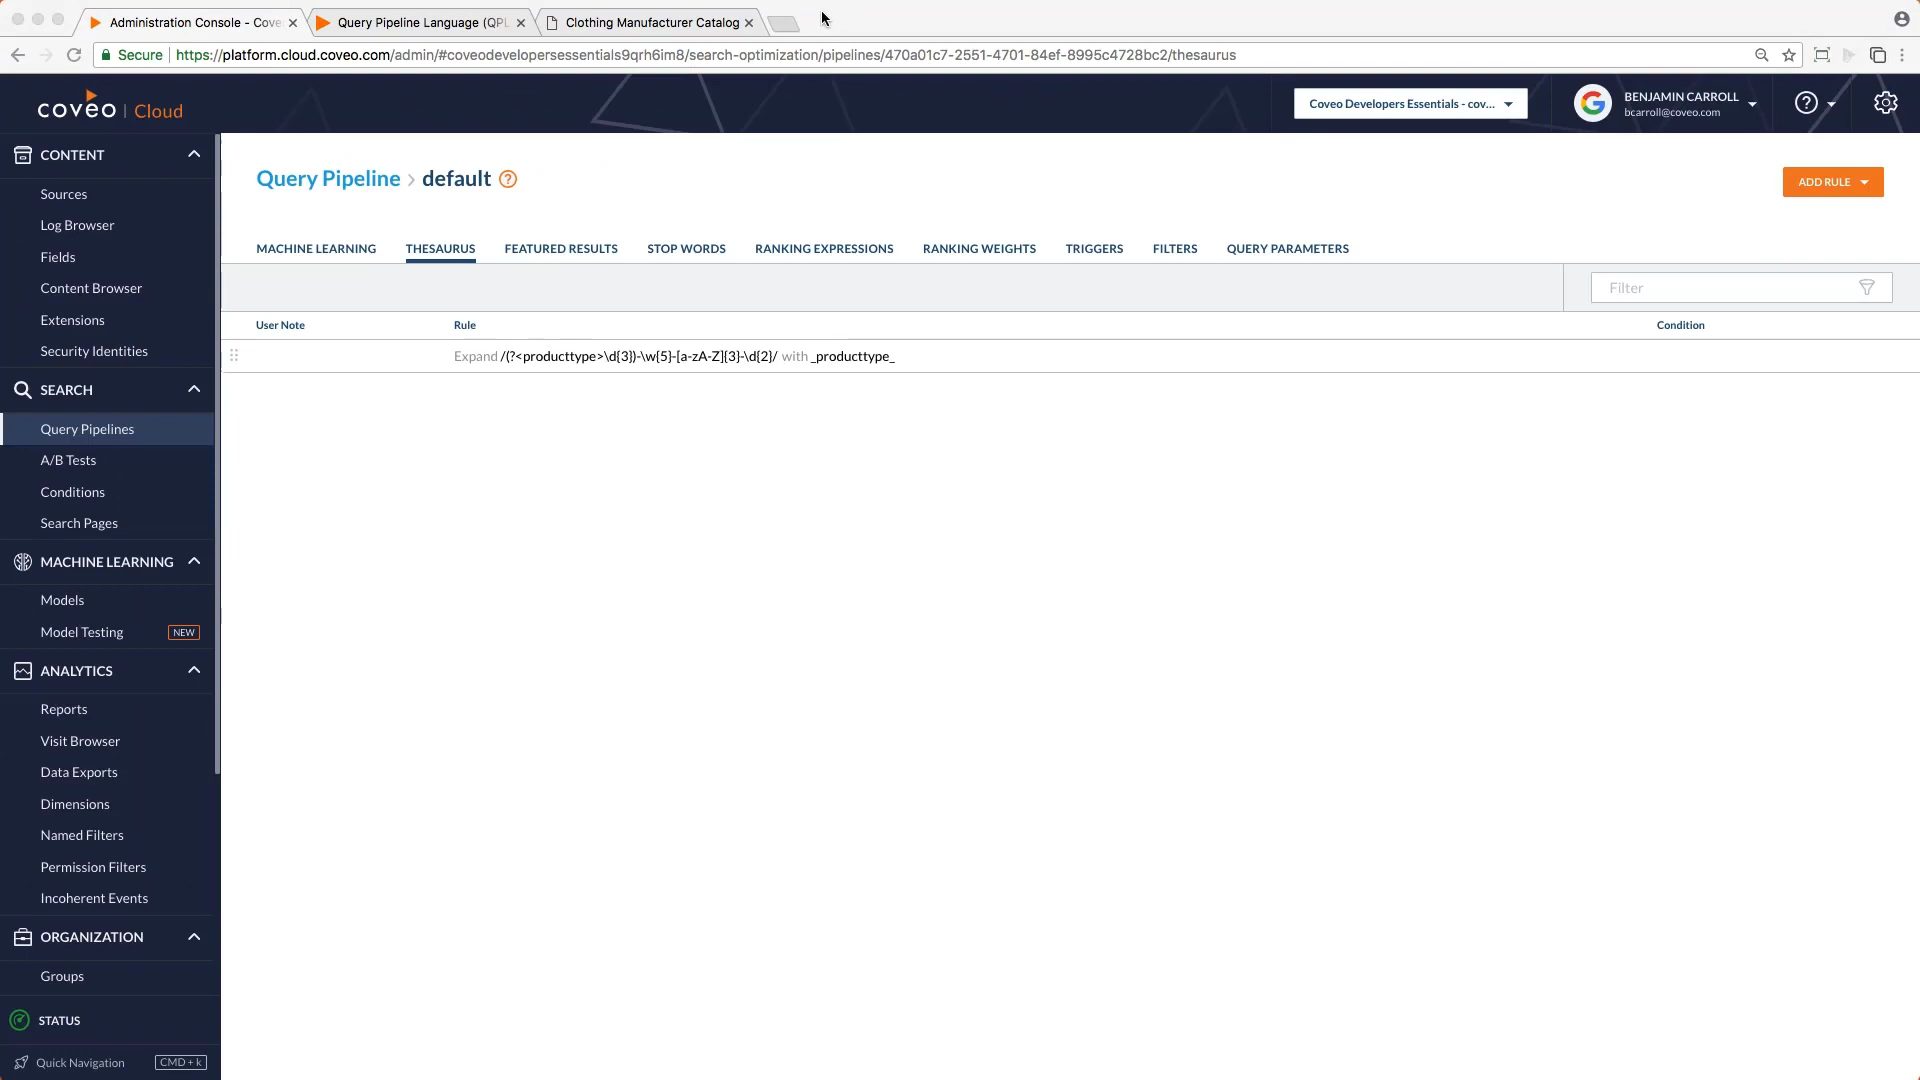 Administration Console - Cove
Query Pipeline Language (QPL
Clothing Manufacturer Catalog
Secure
https://platform.cloud.coveo.com/admin/#coveodevelopersessentials9qrh6im8/search-optimization/pipelines/470a01c7-2551-4701-84ef-8995c4728bc2/thesaurus
coveo | Cloud
Coveo Developers Essentials - cov...
BENJAMIN CARROLL
bcarroll@coveo.com
CONTENT
Sources
Log Browser
Fields
Content Browser
Extensions
Security Identities
SEARCH
Query Pipelines
A/B Tests
Conditions
Search Pages
MACHINE LEARNING
Models
Model Testing NEW
ANALYTICS
Reports
Visit Browser
Data Exports
Dimensions
Named Filters
Permission Filters
Incoherent Events
ORGANIZATION
Groups
STATUS
Quick Navigation CMD + k
Query Pipeline > default ?
ADD RULE
MACHINE LEARNING THESAURUS FEATURED RESULTS STOP WORDS RANKING EXPRESSIONS RANKING WEIGHTS TRIGGERS FILTERS QUERY PARAMETERS
Filter
User Note Rule Condition
Expand /(?<producttype>\d{3})-\w{5}-[a-zA-Z]{3}-\d{2}/ with _producttype_